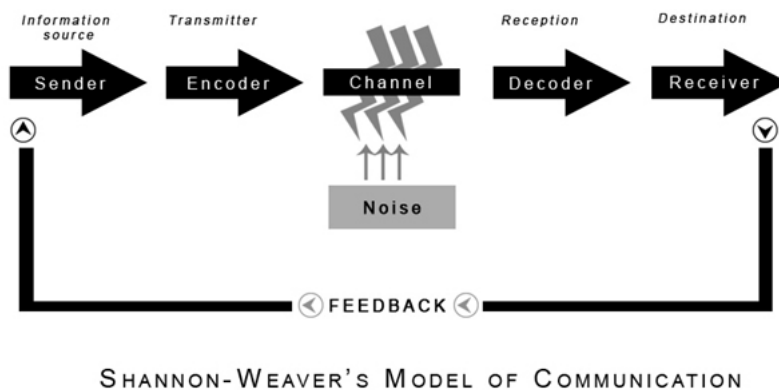 Information source
Transmitter
Reception
Destination
Sender
Encoder
Channel
Decoder
Receiver
Noise
FEEDBACK
SHANNON-WEAVER'S MODEL OF COMMUNICATION